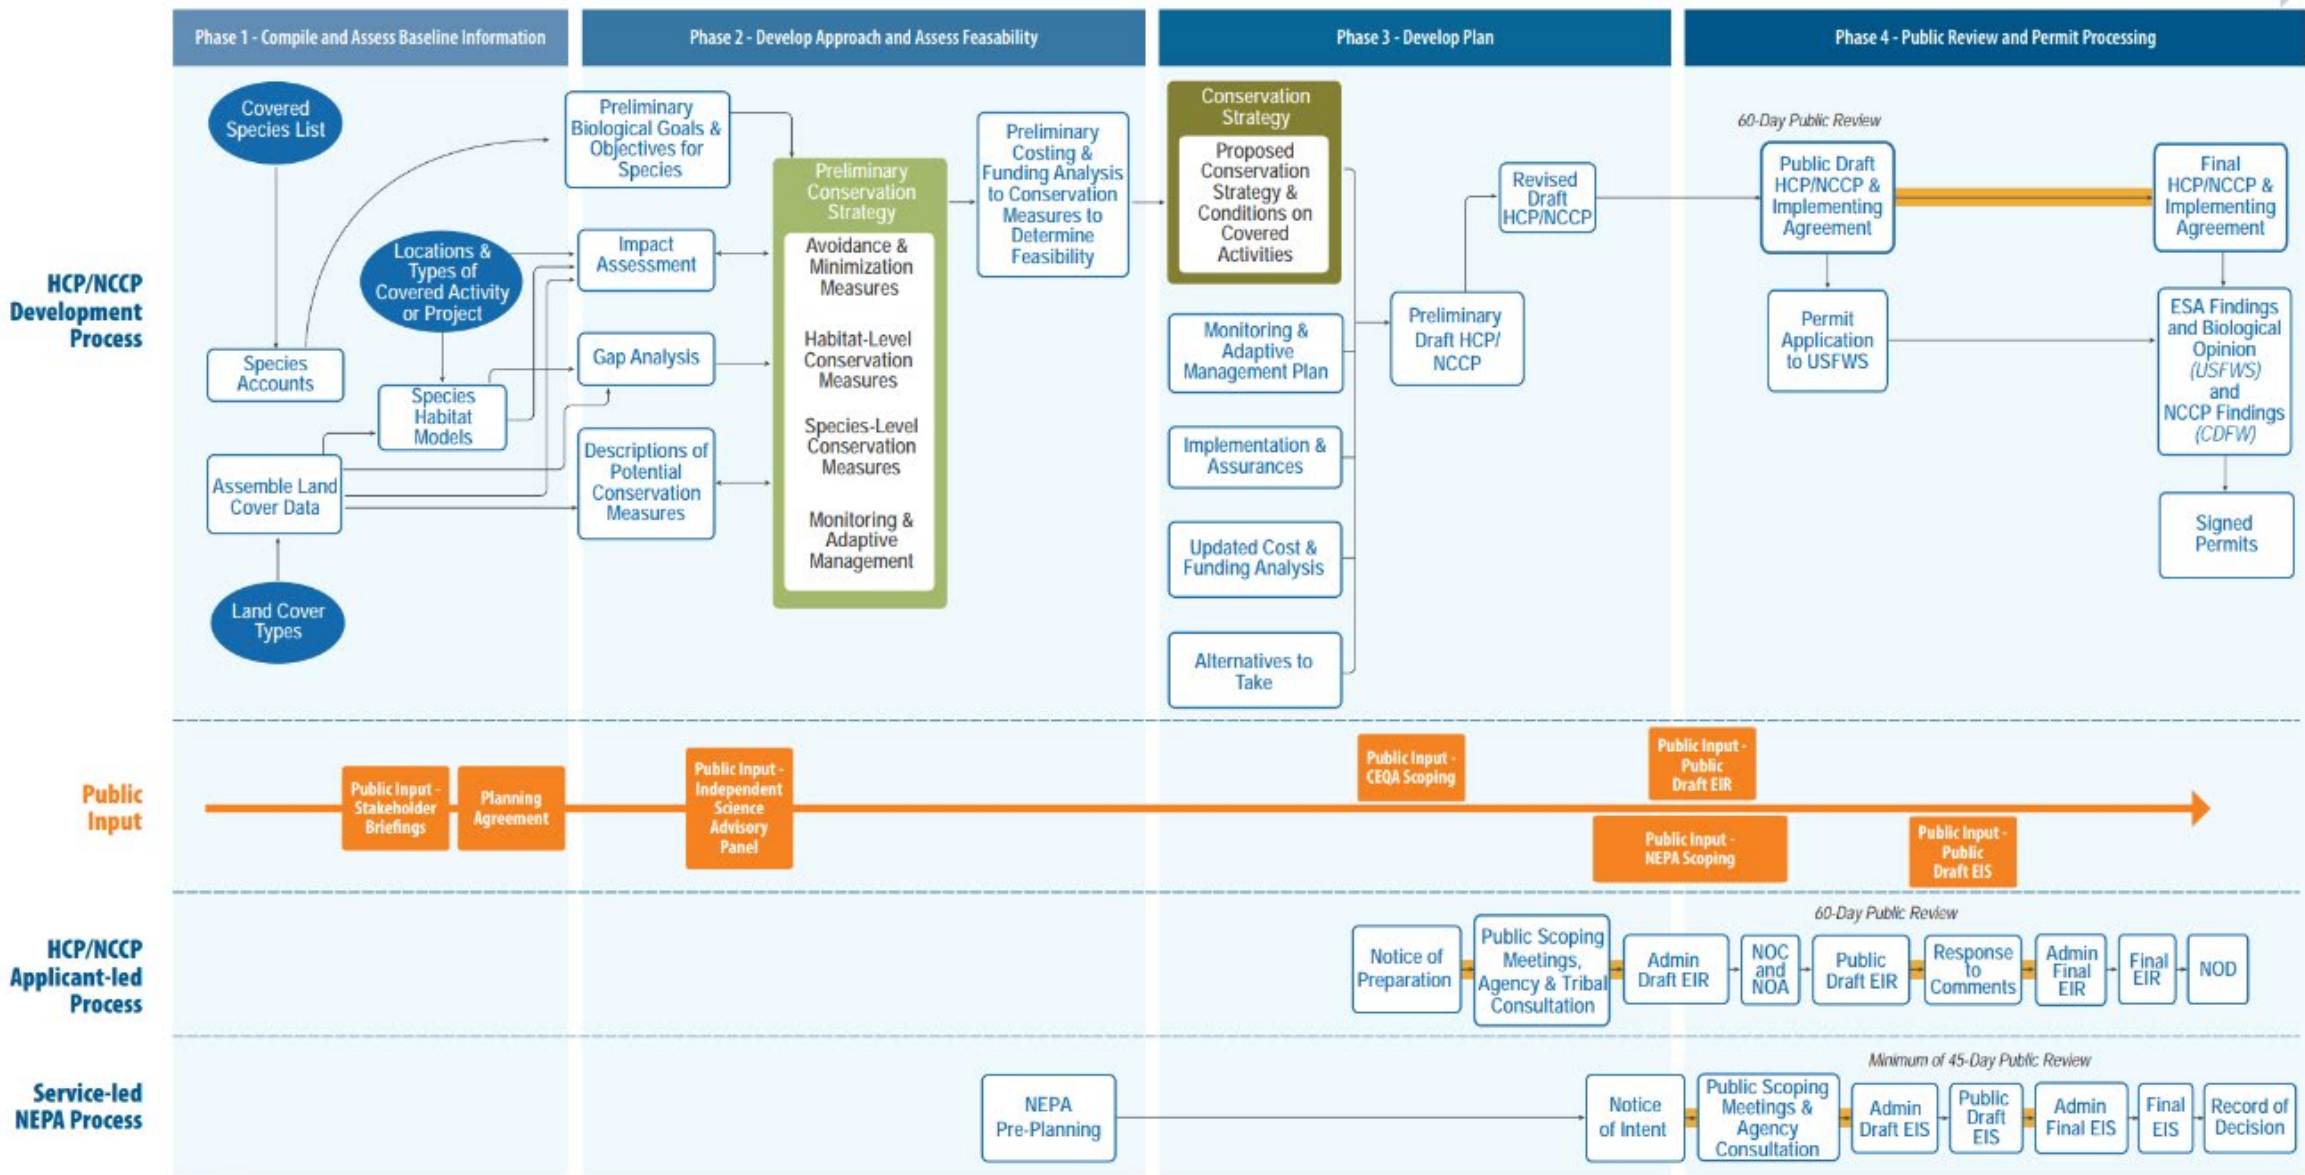 Phase 1 - Compile and Assess Baseline Information
Phase 2 - Develop Approach and Assess Feasability
Phase 3 - Develop Plan
Phase 4 - Public Review and Permit Processing
HCP/NCCP
Development
Process
Covered
Species List
Species
Accounts
Locations &
Types of
Covered Activity
or Project
Species
Habitat
Models
Assemble Land
Cover Data
Land Cover
Types
Preliminary
Biological Goals &
Objectives for
Species
Impact
Assessment
Gap Analysis
Descriptions of
Potential
Conservation
Measures
Preliminary
Conservation
Strategy
Avoidance &
Minimization
Measures
Habitat-Level
Conservation
Measures
Species-Level
Conservation
Measures
Monitoring &
Adaptive
Management
Preliminary
Costing &
Funding Analysis
to Conservation
Measures to
Determine
Feasibility
Conservation
Strategy
Proposed
Conservation
Strategy &
Conditions on
Covered
Activities
Monitoring &
Adaptive
Management Plan
Implementation &
Assurances
Updated Cost &
Funding Analysis
Alternatives to
Take
Preliminary
Draft HCP/
NCCP
Revised
Draft
HCP/NCCP
60-Day Public Review
Public Draft
HCP/NCCP &
Implementing
Agreement
Permit
Application
to USFWS
Final
HCP/NCCP &
Implementing
Agreement
ESA Findings
and Biological
Opinion
(USFWS)
and
NCCP Findings
(CDFW)
Signed
Permits
Public
Input
Public Input -
Stakeholder
Briefings
Planning
Agreement
Public Input -
Independent
Science
Advisory
Panel
Public Input -
CEQA Scoping
Public Input -
Public
Draft EIR
Public Input -
NEPA Scoping
Public Input -
Public
Draft EIS
HCP/NCCP
Applicant-led
Process
60-Day Public Review
Notice of
Preparation
Public Scoping
Meetings,
Agency & Tribal
Consultation
Admin
Draft EIR
NOC
and
NOA
Public
Draft EIR
Response
to
Comments
Admin
Final
EIR
Final
EIR
NOD
Service-led
NEPA Process
Minimum of 45-Day Public Review
NEPA
Pre-Planning
Notice
of Intent
Public Scoping
Meetings &
Agency
Consultation
Admin
Draft EIS
Public
Draft
EIS
Admin
Final EIS
Final
EIS
Record of
Decision